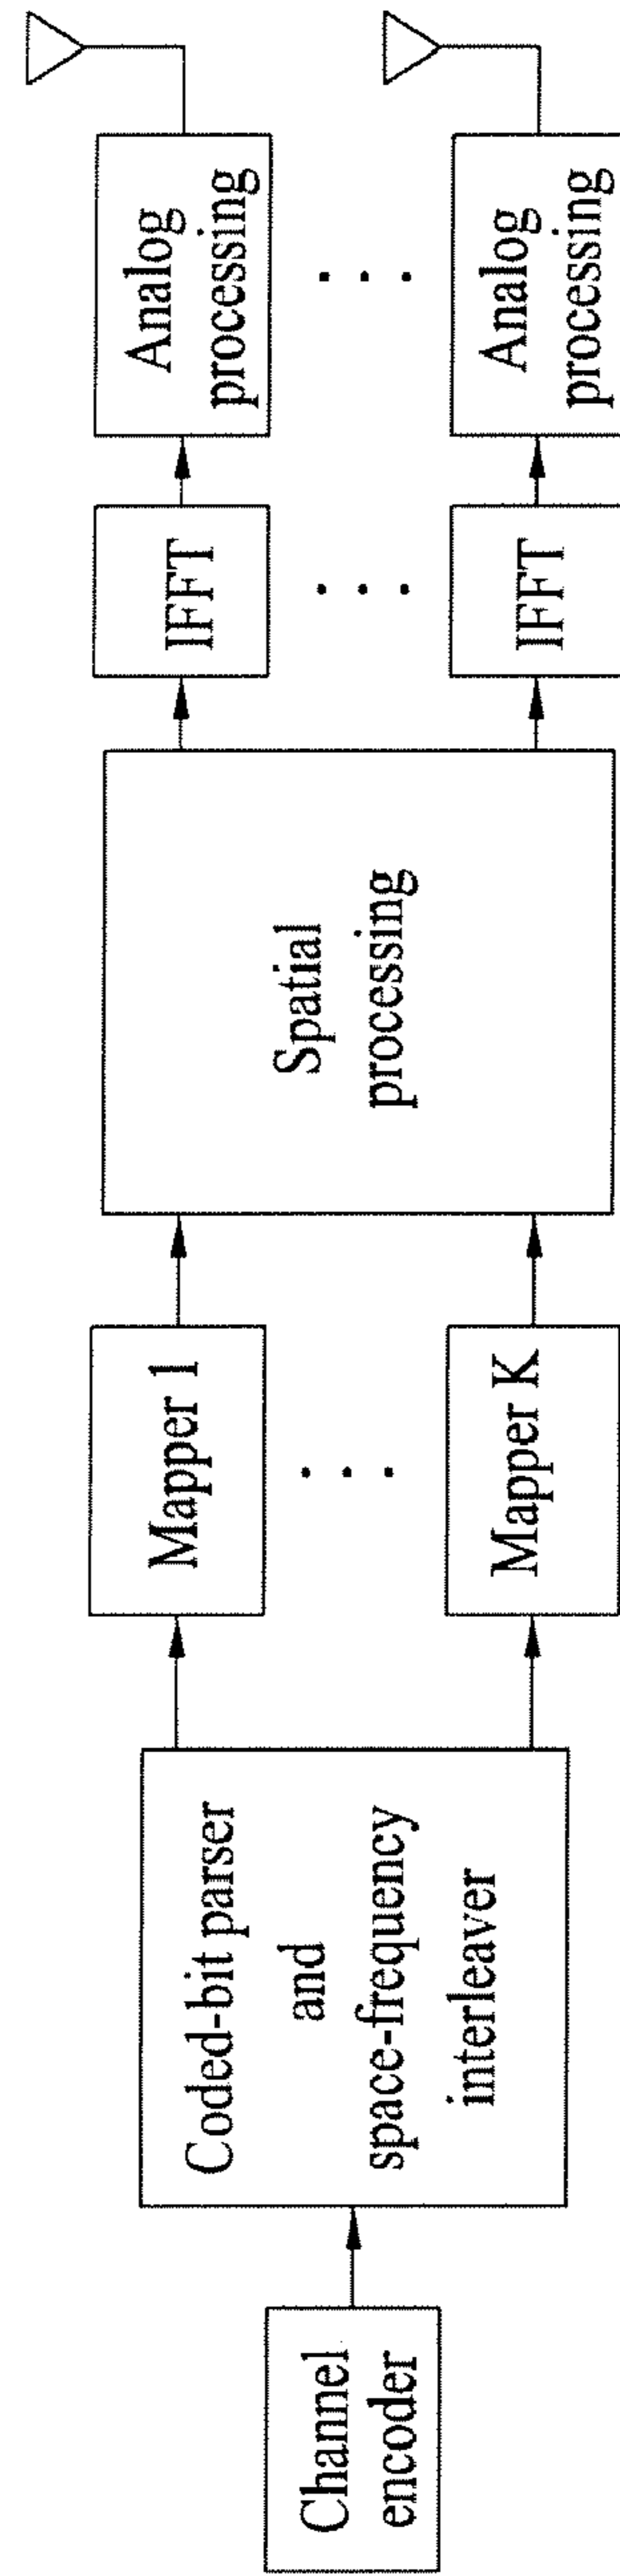 Channel
encoder
Coded-bit parser
and
space-frequency
interleaver
Mapper 1
Mapper K
Spatial
processing
IFFT
IFFT
Analog
processing
Analog
processing